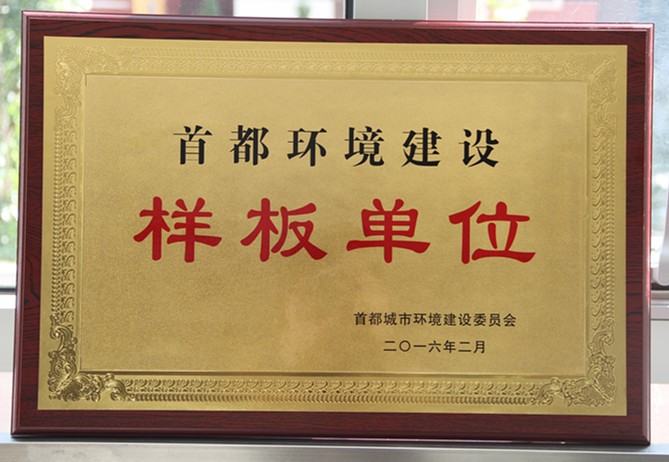 首都环境建设
样板单位
首都城市环境建设委员会
二〇一六年二月